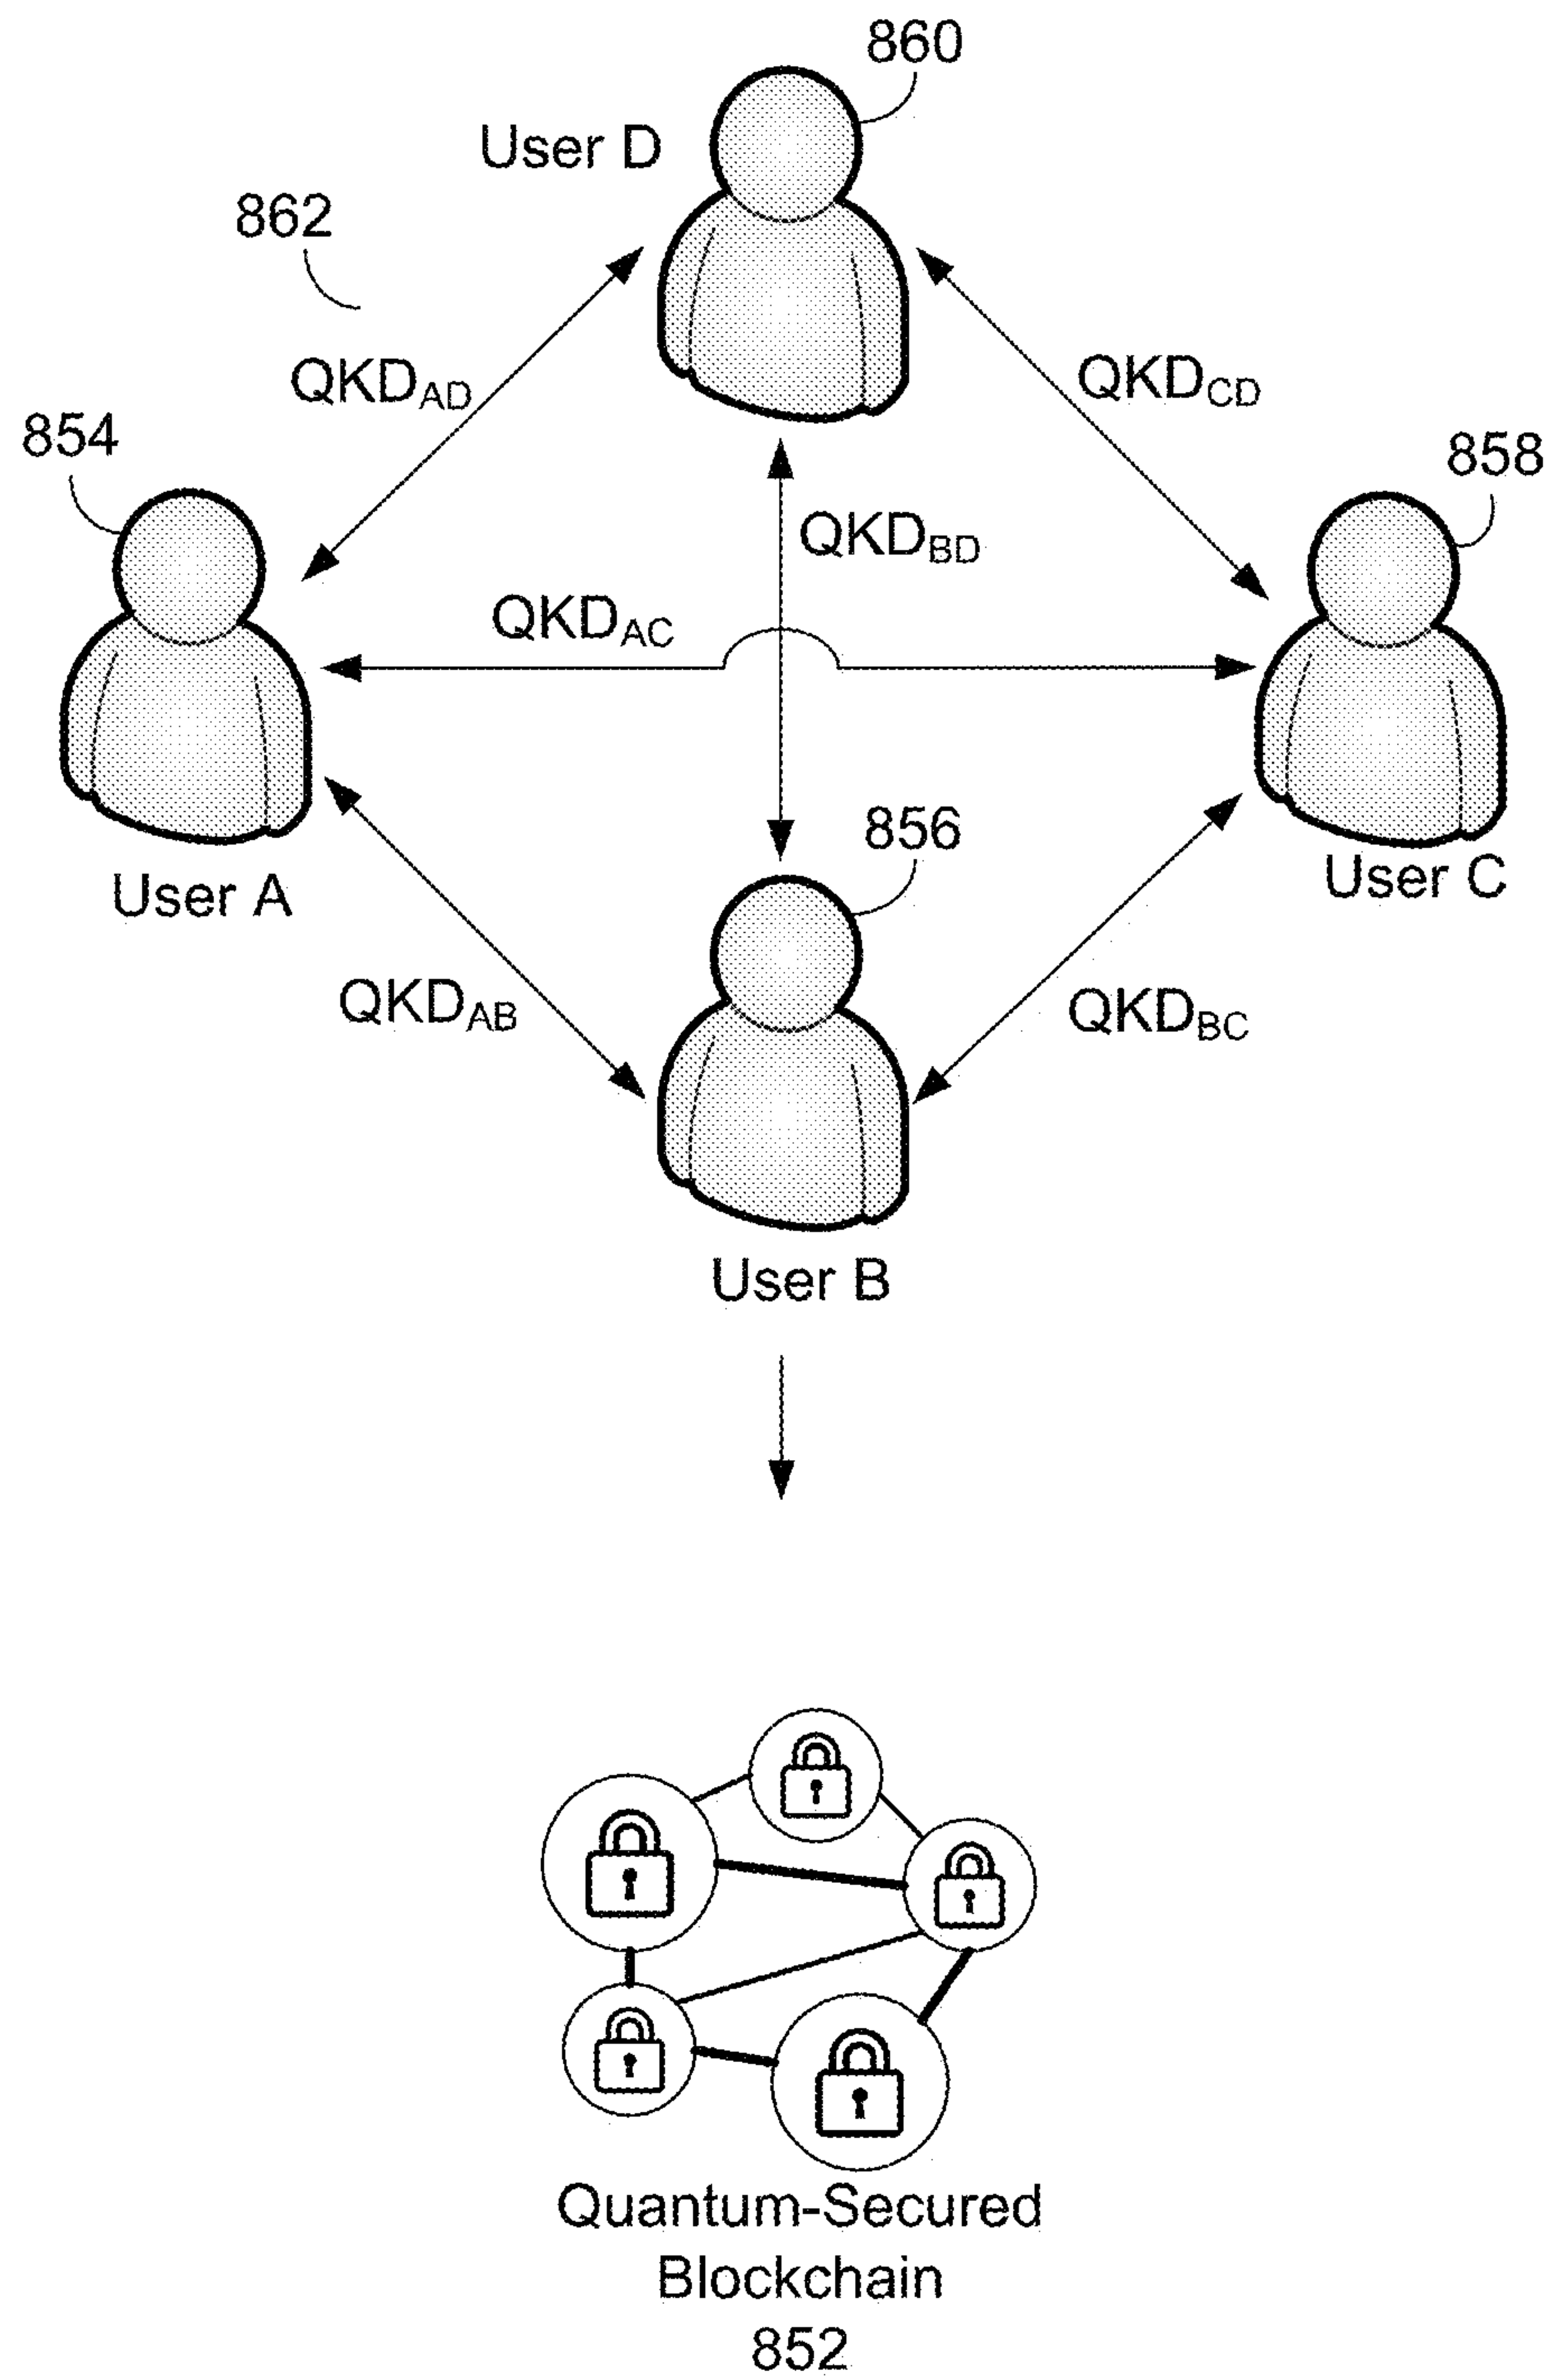 860
User D
862
QKDAD
QKDCD
854
858
QKDBD
QKDAC
856
User A
User C
QKDAB
QKDBC
User B
Quantum-Secured
Blockchain
852